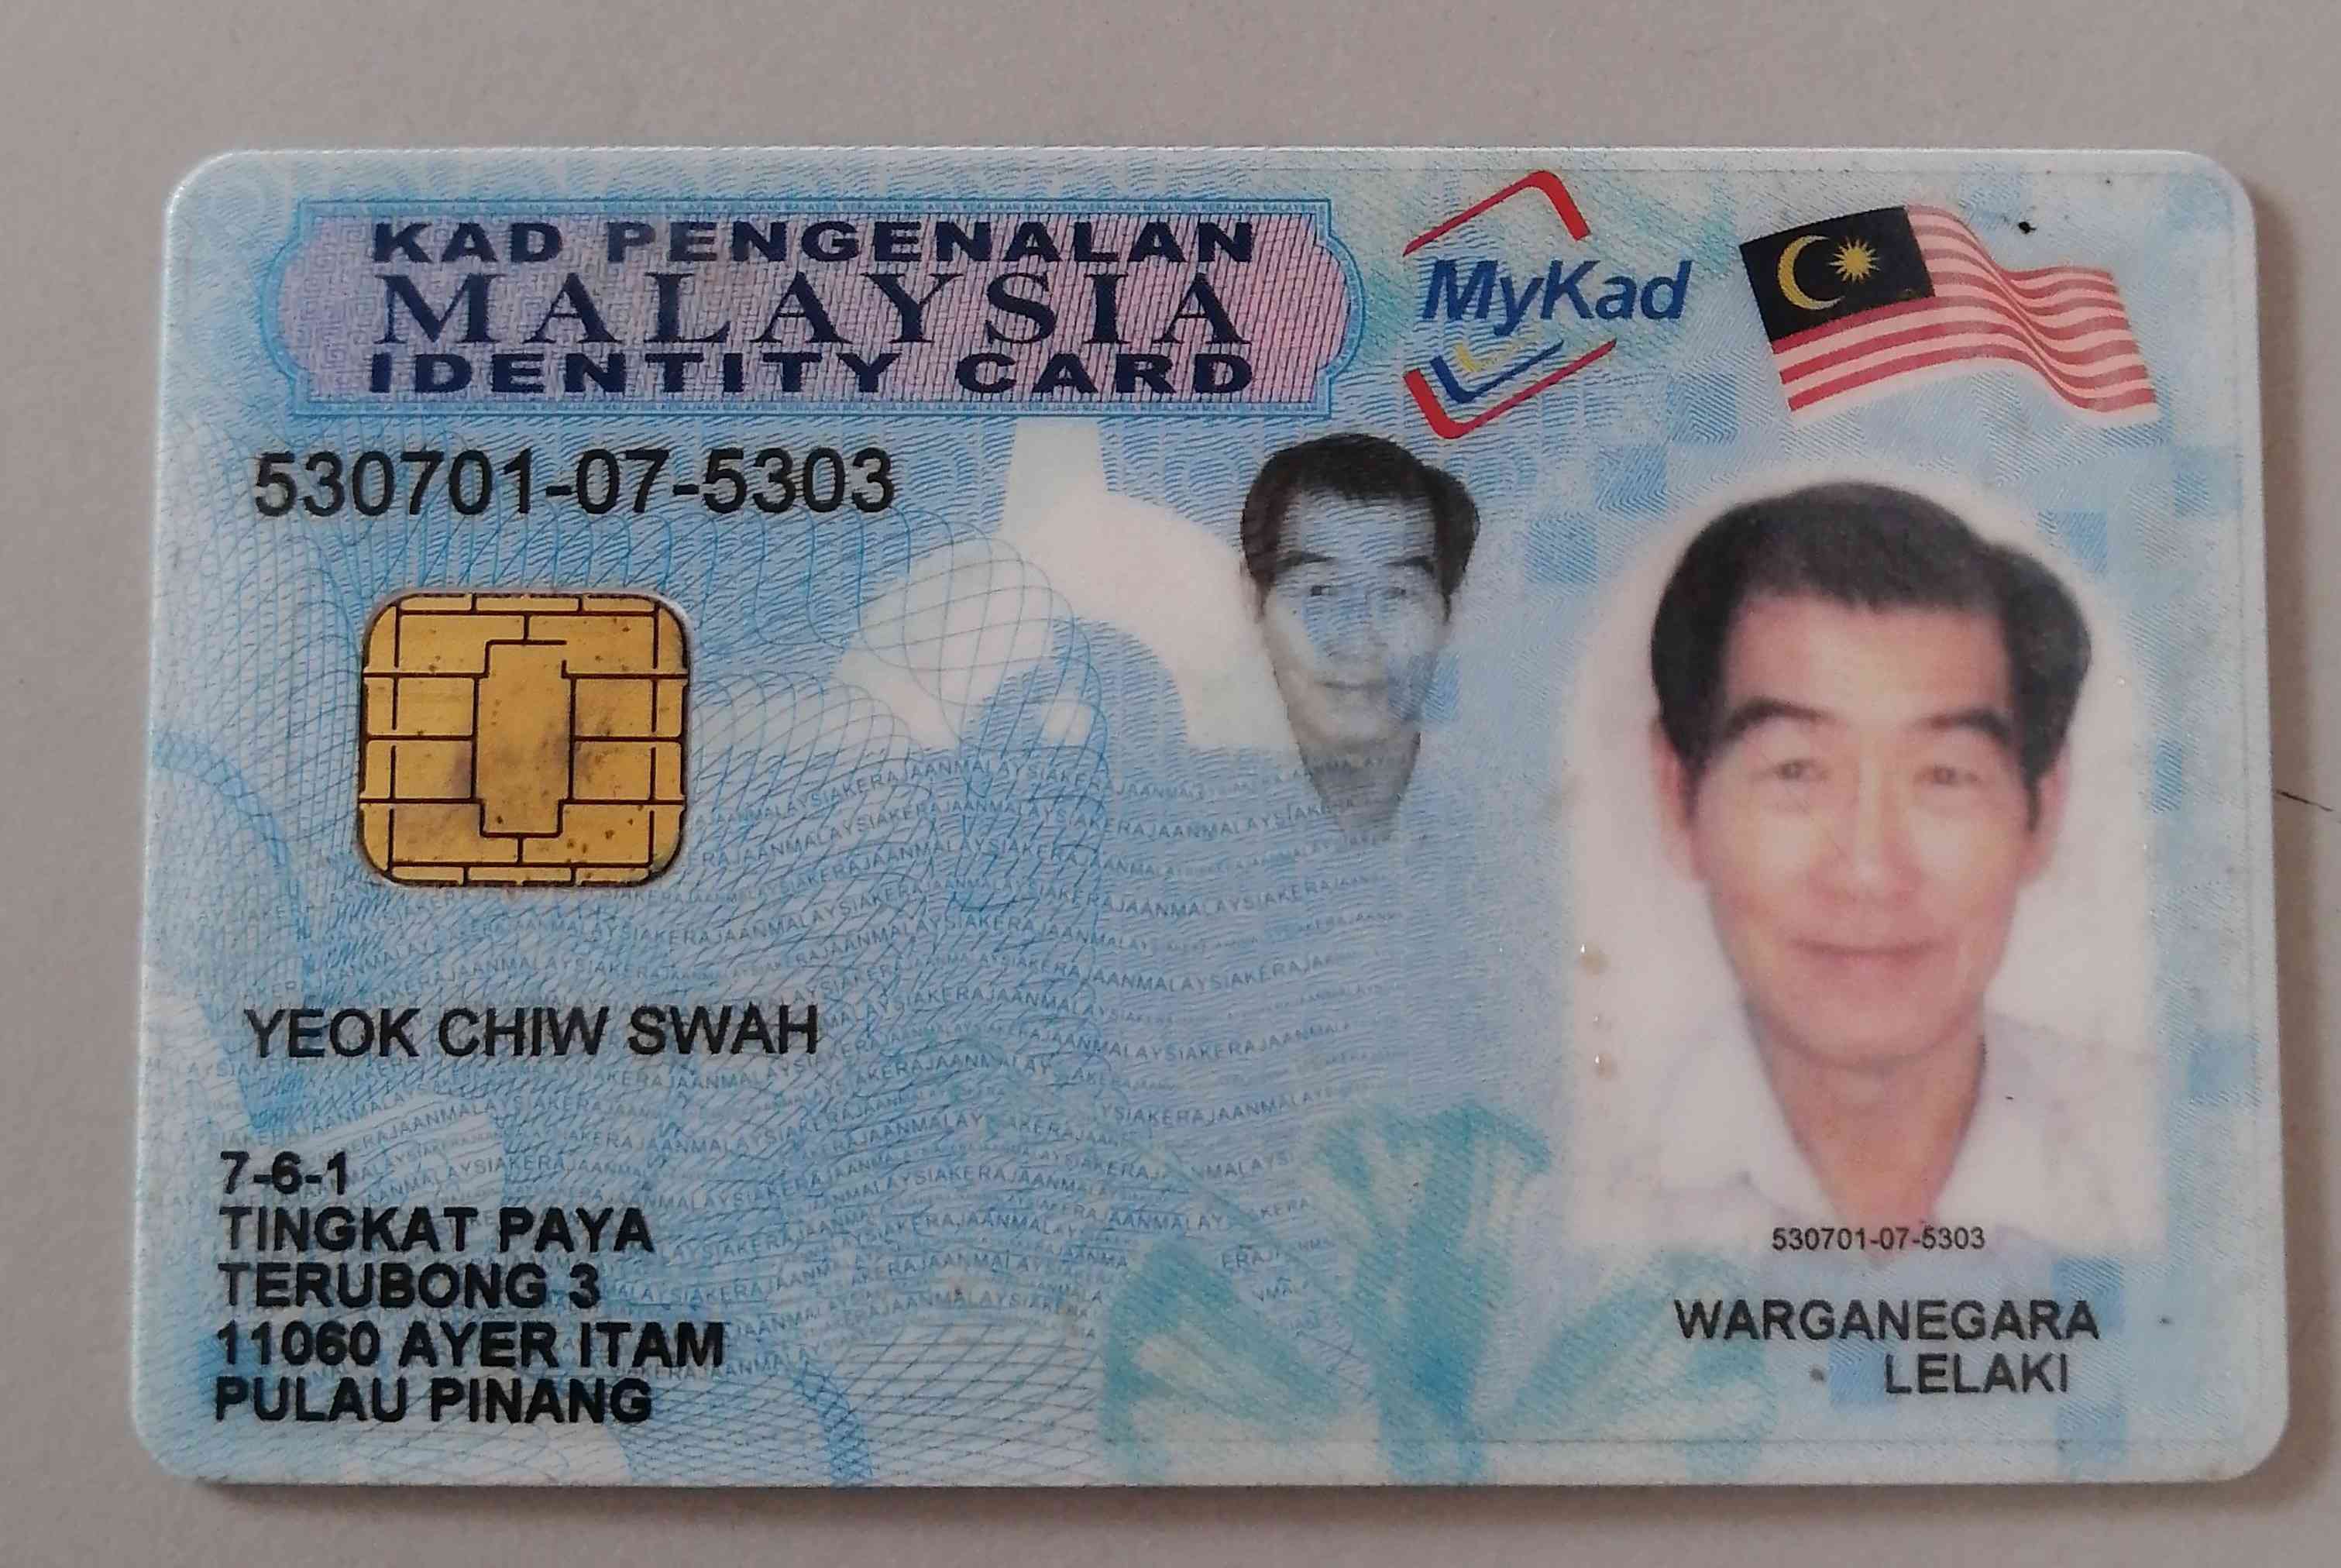 KAD PENGENALAN
MALAYSIA
IDENTITY CARD
MyKad
530701-07-5303
YEOK CHIW SWAH
7-6-1
TINGKAT PAYA
TERUBONG 3
11060 AYER ITAM
PULAU PINANG
530701-07-5303
WARGANEGARA
LELAKI